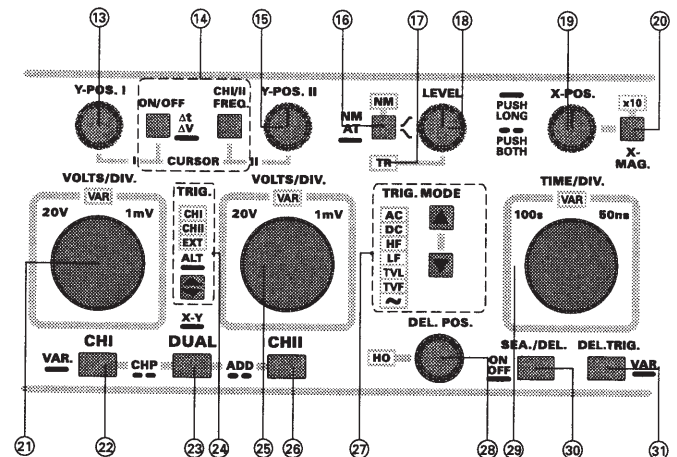 13 14 15 16 17 18 19 20
Y-POS. I
ON/OFF
Δt
ΔV
CHI/II
FREQ.
Y-POS. II
I CURSOR II
NM
AT
NM
LEVEL
TR
PUSH
LONG
PUSH
BOTH
X-POS.
x10
X-
MAG.
VOLTS/DIV.
VAR
20V 1mV
TRIG.
CHI
CHII
EXT
ALT
X-Y
VOLTS/DIV.
VAR
20V 1mV
TRIG. MODE
AC
DC
HF
LF
TVL
TVF
~
TIME/DIV.
VAR
100s 50ns
VAR. CHI CHP DUAL ADD CHII
HO
DEL. POS.
ON
OFF
SEA./DEL.
DEL.TRIG.
VAR.
21 22 23 24 25 26 27 28 29 30 31